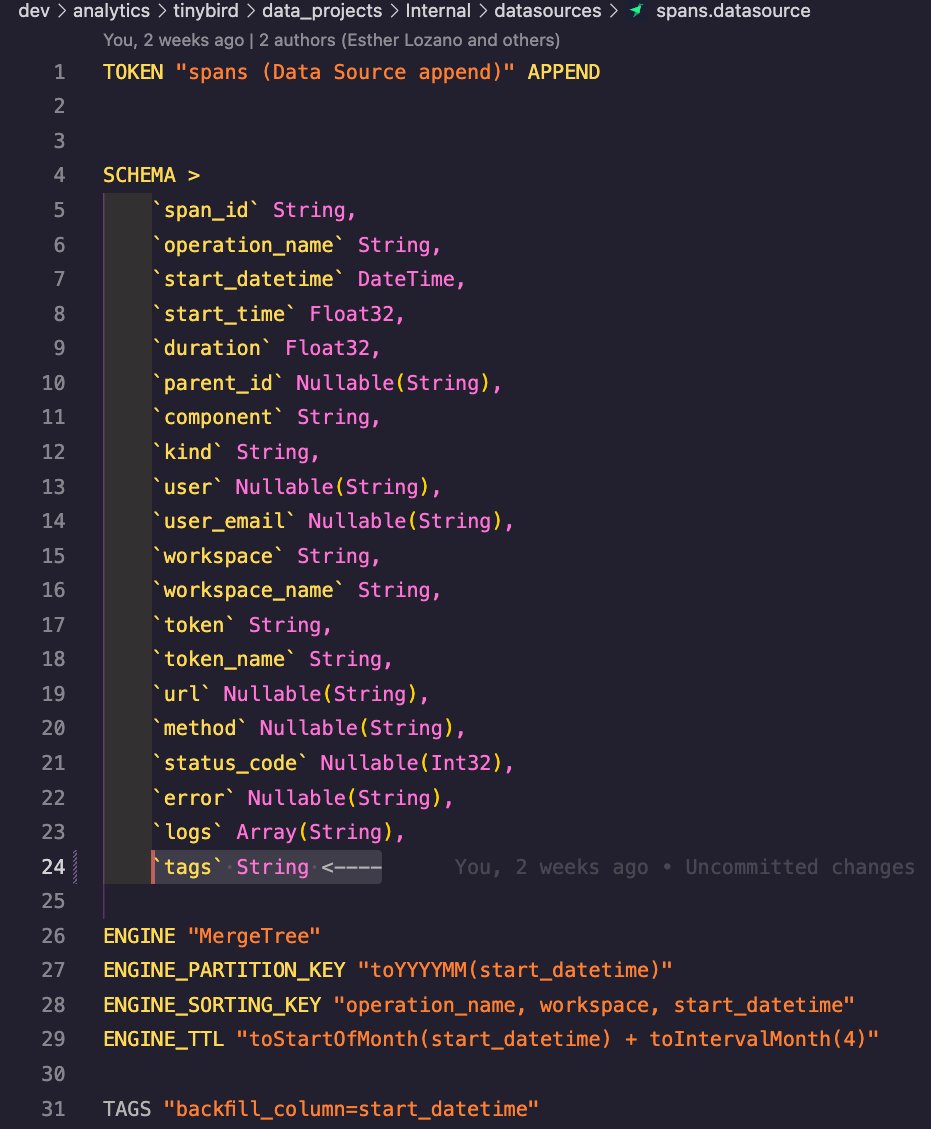 dev > analytics > tinybird > data_projects > Internal > datasources > spans.datasource
You, 2 weeks ago | 2 authors (Esther Lozano and others)
1 TOKEN "spans (Data Source append)" APPEND
2
3
4 SCHEMA >
5 `span_id` String,
6 `operation_name` String,
7 `start_datetime` DateTime,
8 `start_time` Float32,
9 `duration` Float32,
10 `parent_id` Nullable(String),
11 `component` String,
12 `kind` String,
13 `user` Nullable(String),
14 `user_email` Nullable(String),
15 `workspace` String,
16 `workspace_name` String,
17 `token` String,
18 `token_name` String,
19 `url` Nullable(String),
20 `method` Nullable(String),
21 `status_code` Nullable(Int32),
22 `error` Nullable(String),
23 `logs` Array(String),
24 `tags` String <---- You, 2 weeks ago • Uncommitted changes
25
26 ENGINE "MergeTree"
27 ENGINE_PARTITION_KEY "toYYYYMM(start_datetime)"
28 ENGINE_SORTING_KEY "operation_name, workspace, start_datetime"
29 ENGINE_TTL "toStartOfMonth(start_datetime) + toIntervalMonth(4)"
30
31 TAGS "backfill_column=start_datetime"